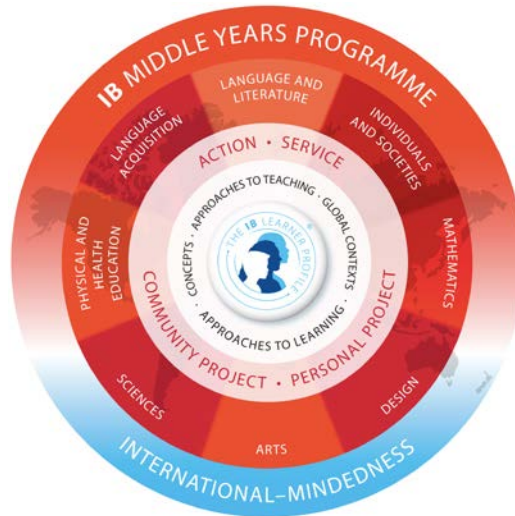 IB MIDDLE YEARS PROGRAMME
LANGUAGE AND
LITERATURE
INDIVIDUALS
AND SOCIETIES
MATHEMATICS
DESIGN
ARTS
SCIENCES
PHYSICAL AND
HEALTH
EDUCATION
LANGUAGE
ACQUISITION
ACTION • SERVICE
PERSONAL PROJECT •
COMMUNITY PROJECT
APPROACHES TO TEACHING ·
GLOBAL CONTEXTS ·
APPROACHES TO LEARNING ·
CONCEPTS ·
THE IB LEARNER PROFILE
®
INTERNATIONAL–MINDEDNESS